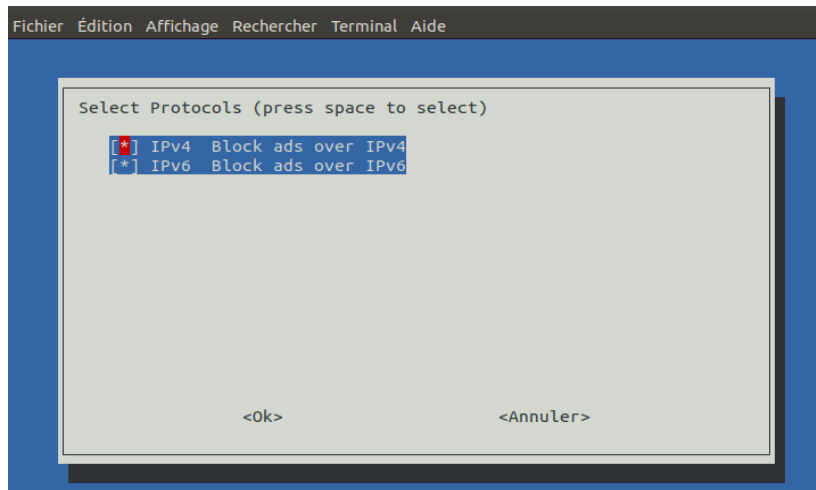 Fichier Édition Affichage Rechercher Terminal Aide
Select Protocols (press space to select)
[*] IPv4 Block ads over IPv4
[*] IPv6 Block ads over IPv6
<Ok> <Annuler>